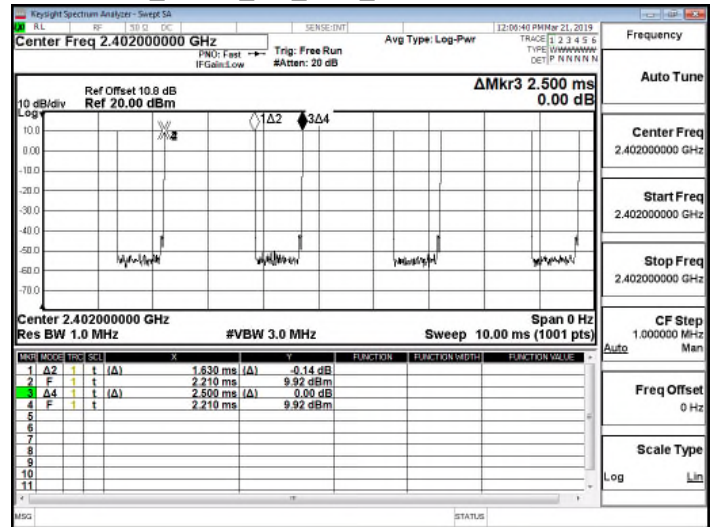 Keysight Spectrum Analyzer - Swept SA
RL RF 50 Ω DC SENSE:INT 12:06:40 PM Mar 21, 2019
Center Freq 2.402000000 GHz Avg Type: Log-Pwr TRACE 1 2 3 4 5 6
PNO: Fast Trig: Free Run TYPE WWWWWW
IFGain:Low #Atten: 20 dB DET P N N N N N
Ref Offset 10.8 dB ΔMkr3 2.500 ms
10 dB/div Ref 20.00 dBm 0.00 dB
Log
1Δ2 3Δ4
10.0
0.00
-10.0
-20.0
-30.0
-40.0
-50.0
-60.0
-70.0
Center 2.402000000 GHz Span 0 Hz
Res BW 1.0 MHz #VBW 3.0 MHz Sweep 10.00 ms (1001 pts)
MKR MODE TRC SCL X Y FUNCTION FUNCTION WIDTH FUNCTION VALUE
1 Δ2 1 t (Δ) 1.630 ms (Δ) -0.14 dB
2 F 1 t 2.210 ms 9.92 dBm
3 Δ4 1 t (Δ) 2.500 ms (Δ) 0.00 dB
4 F 1 t 2.210 ms 9.92 dBm
5
6
7
8
9
10
11
MSG STATUS
Frequency
Auto Tune
Center Freq
2.402000000 GHz
Start Freq
2.402000000 GHz
Stop Freq
2.402000000 GHz
CF Step
1.000000 MHz
Auto Man
Freq Offset
0 Hz
Scale Type
Log Lin